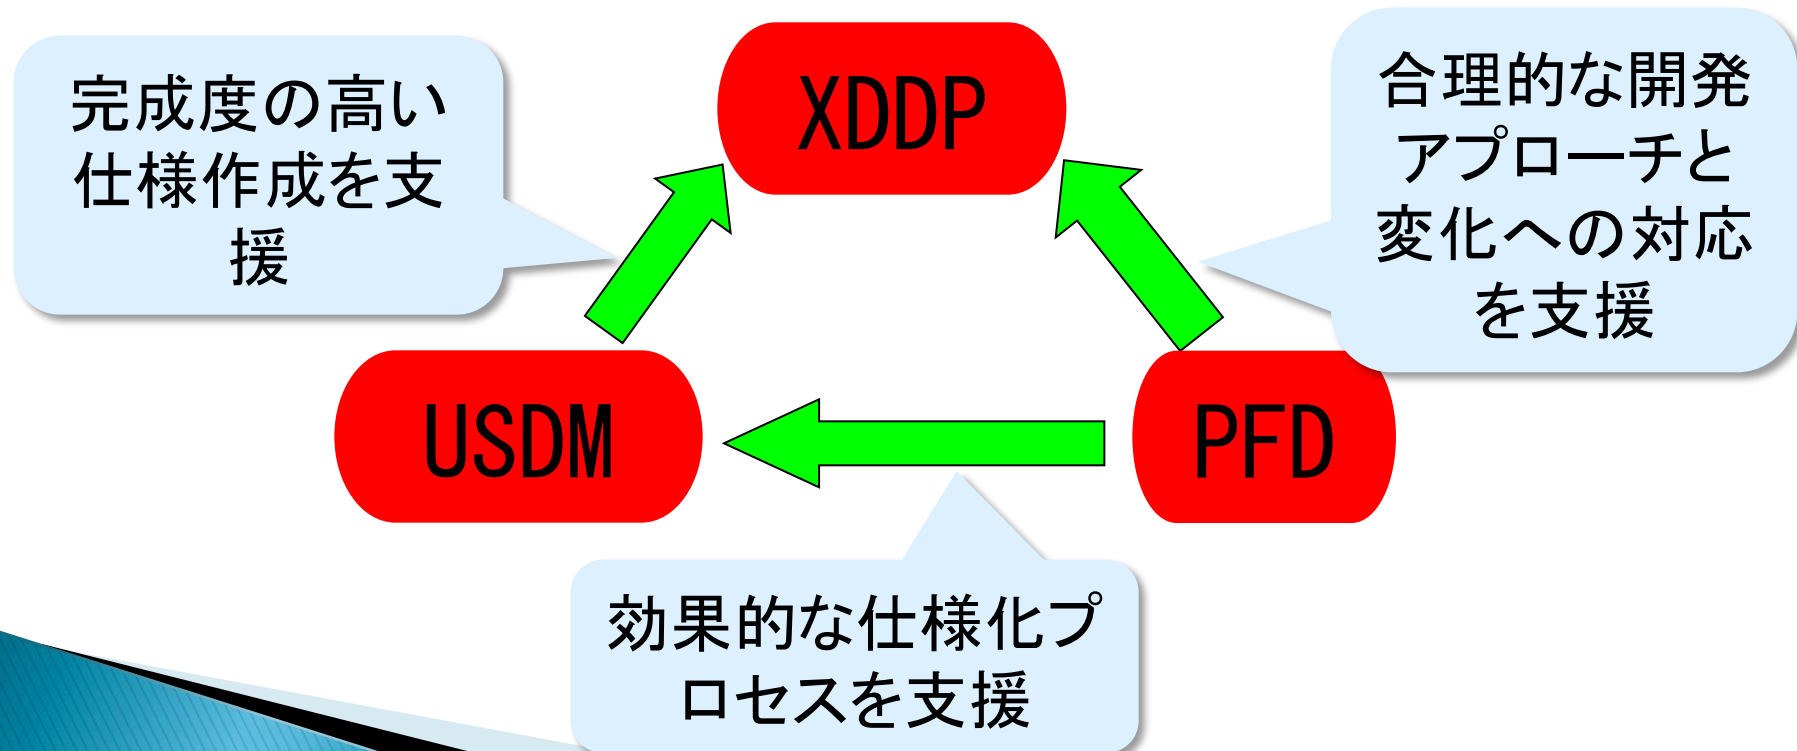 完成度の高い
仕様作成を支
援
XDDP
合理的な開発
アプローチと
変化への対応
を支援
USDM
PFD
効果的な仕様化プ
ロセスを支援